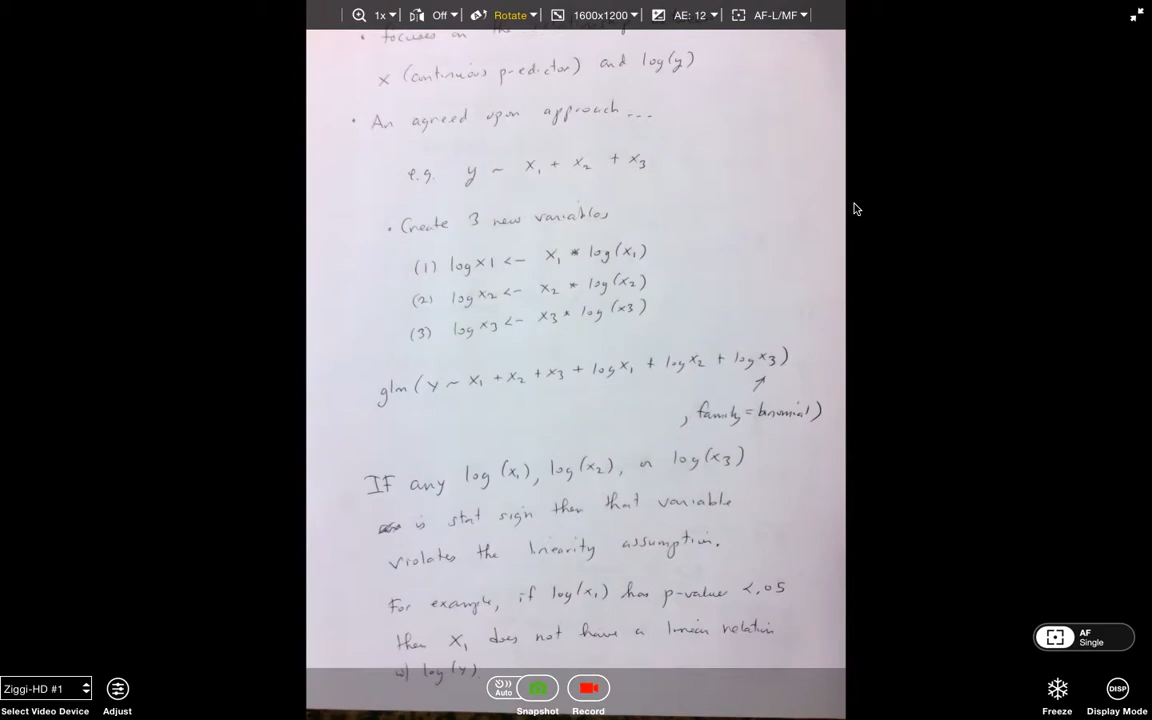 1x Off Rotate 1600x1200 AE: 12 AF-L/MF
• focuses on the
x (continuous predictor) and log(y)
• An agreed upon approach...
e.g. y ~ x₁ + x₂ + x₃
• Create 3 new variables
(1) logx1 <- x₁ * log(x₁)
(2) logx₂ <- x₂ * log(x₂)
(3) logx3 <- x3 * log(x3)
glm(y ~ x₁ + x₂ + x₃ + logx₁ + logx₂ + logx₃)
, family = binomial)
IF any log(x₁), log(x₂), or log(x₃)
is stat sign then that variable
violates the linearity assumption.
For example, if log(x₁) has p-value <.05
then x₁ does not have a linear relation
w/ log(y).
AF
Single
Ziggi-HD #1
Auto
Select Video Device Adjust Snapshot Record Freeze Display Mode
DISP